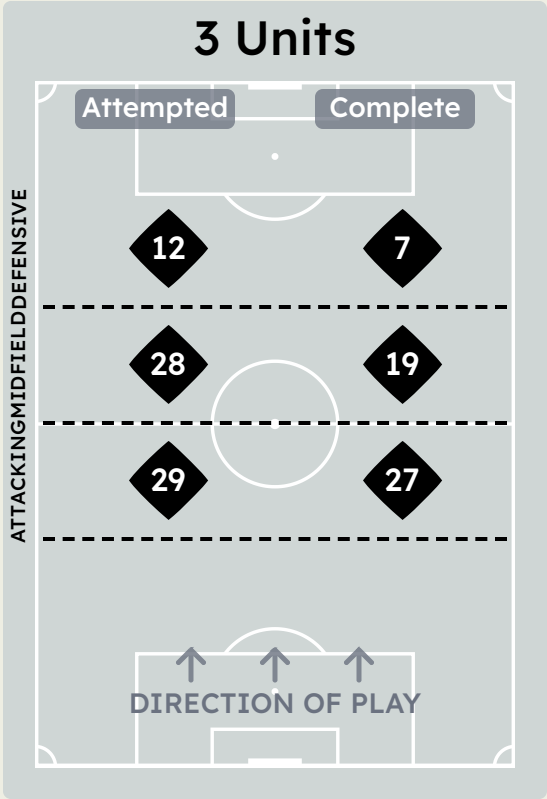 3 Units
Attempted Complete
12 7
28 19
29 27
ATTACKINGMIDFIELDDEFENSIVE
DIRECTION OF PLAY